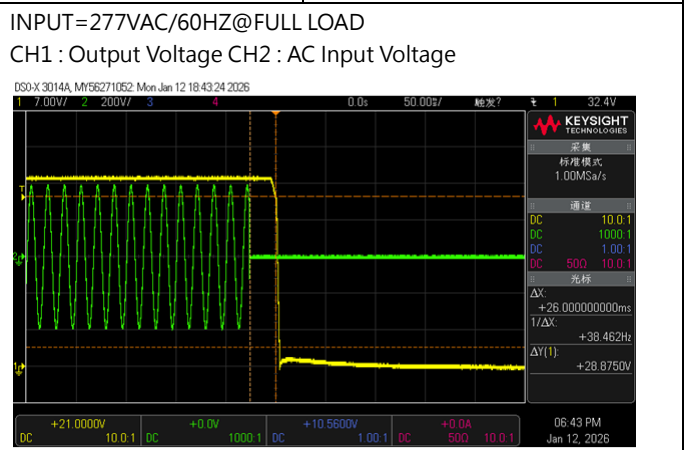 INPUT=277VAC/60HZ@FULL LOAD
CH1 : Output Voltage CH2 : AC Input Voltage
DSO-X 3014A, MY56271052: Mon Jan 12 18:43:24 2026
1 7.00V/ 2 200V/ 3 4 0.0s 50.00%/ 触发? 1 32.4V
KEYSIGHT
TECHNOLOGIES
采集
标准模式
1.00MSa/s
通道
DC 10.0:1
DC 1000:1
DC 1.00:1
DC 50Ω 10.0:1
光标
ΔX:
+26.000000000ms
1/ΔX:
+38.462Hz
ΔY(1):
+28.8750V
T
2
1
+21.0000V +0.0V +10.5600V +0.0A
DC 10.0:1 DC 1000:1 DC 1.00:1 DC 50Ω 10.0:1
06:43 PM
Jan 12, 2026